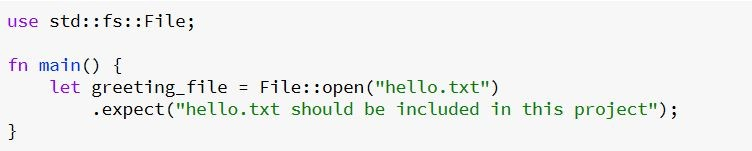 use std::fs::File;
fn main() {
    let greeting_file = File::open("hello.txt")
        .expect("hello.txt should be included in this project");
}